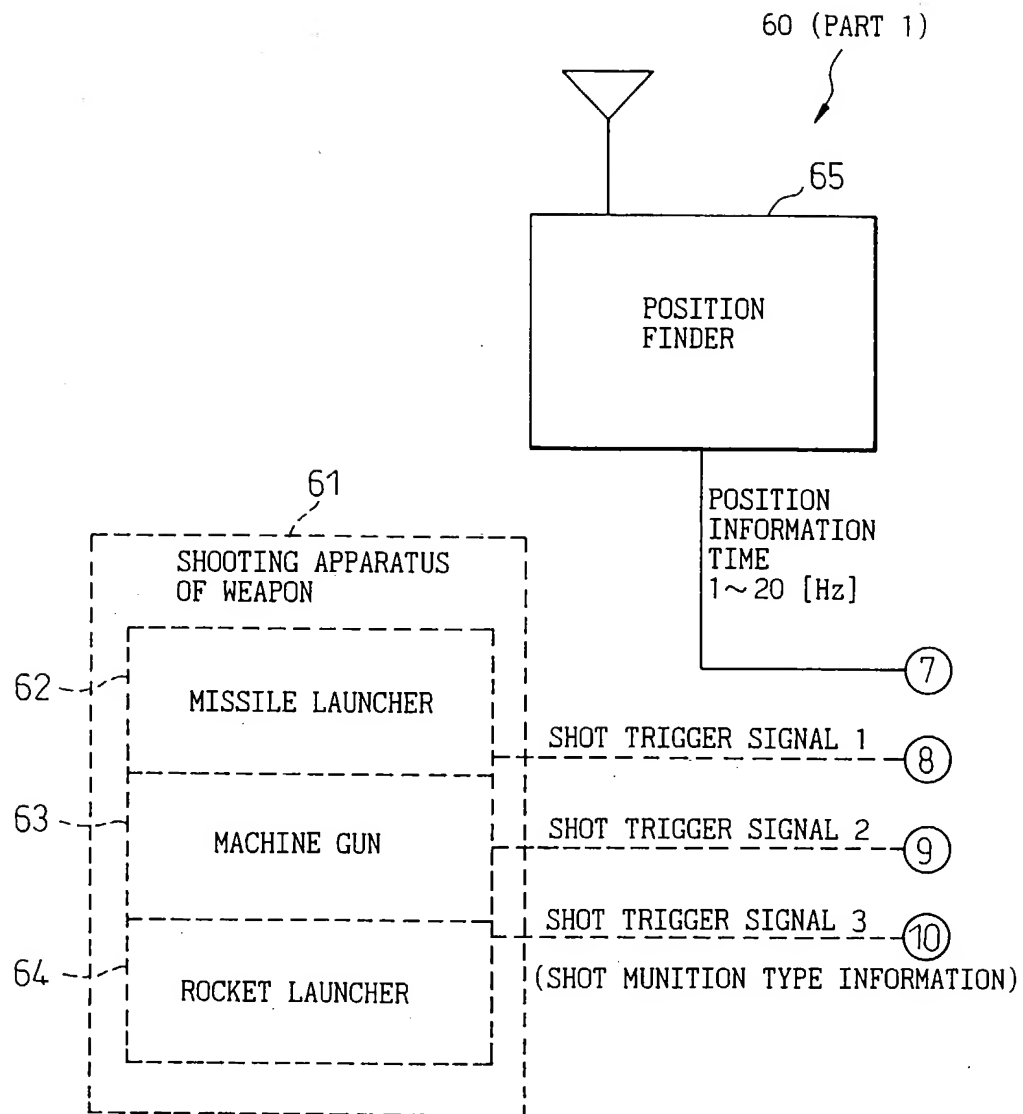 60 (PART 1)
65
POSITION
FINDER
61
POSITION
INFORMATION
TIME
1~20 [Hz]
SHOOTING APPARATUS
OF WEAPON
62
MISSILE LAUNCHER
7
SHOT TRIGGER SIGNAL 1
8
63
MACHINE GUN
SHOT TRIGGER SIGNAL 2
9
SHOT TRIGGER SIGNAL 3
10
64
ROCKET LAUNCHER
(SHOT MUNITION TYPE INFORMATION)